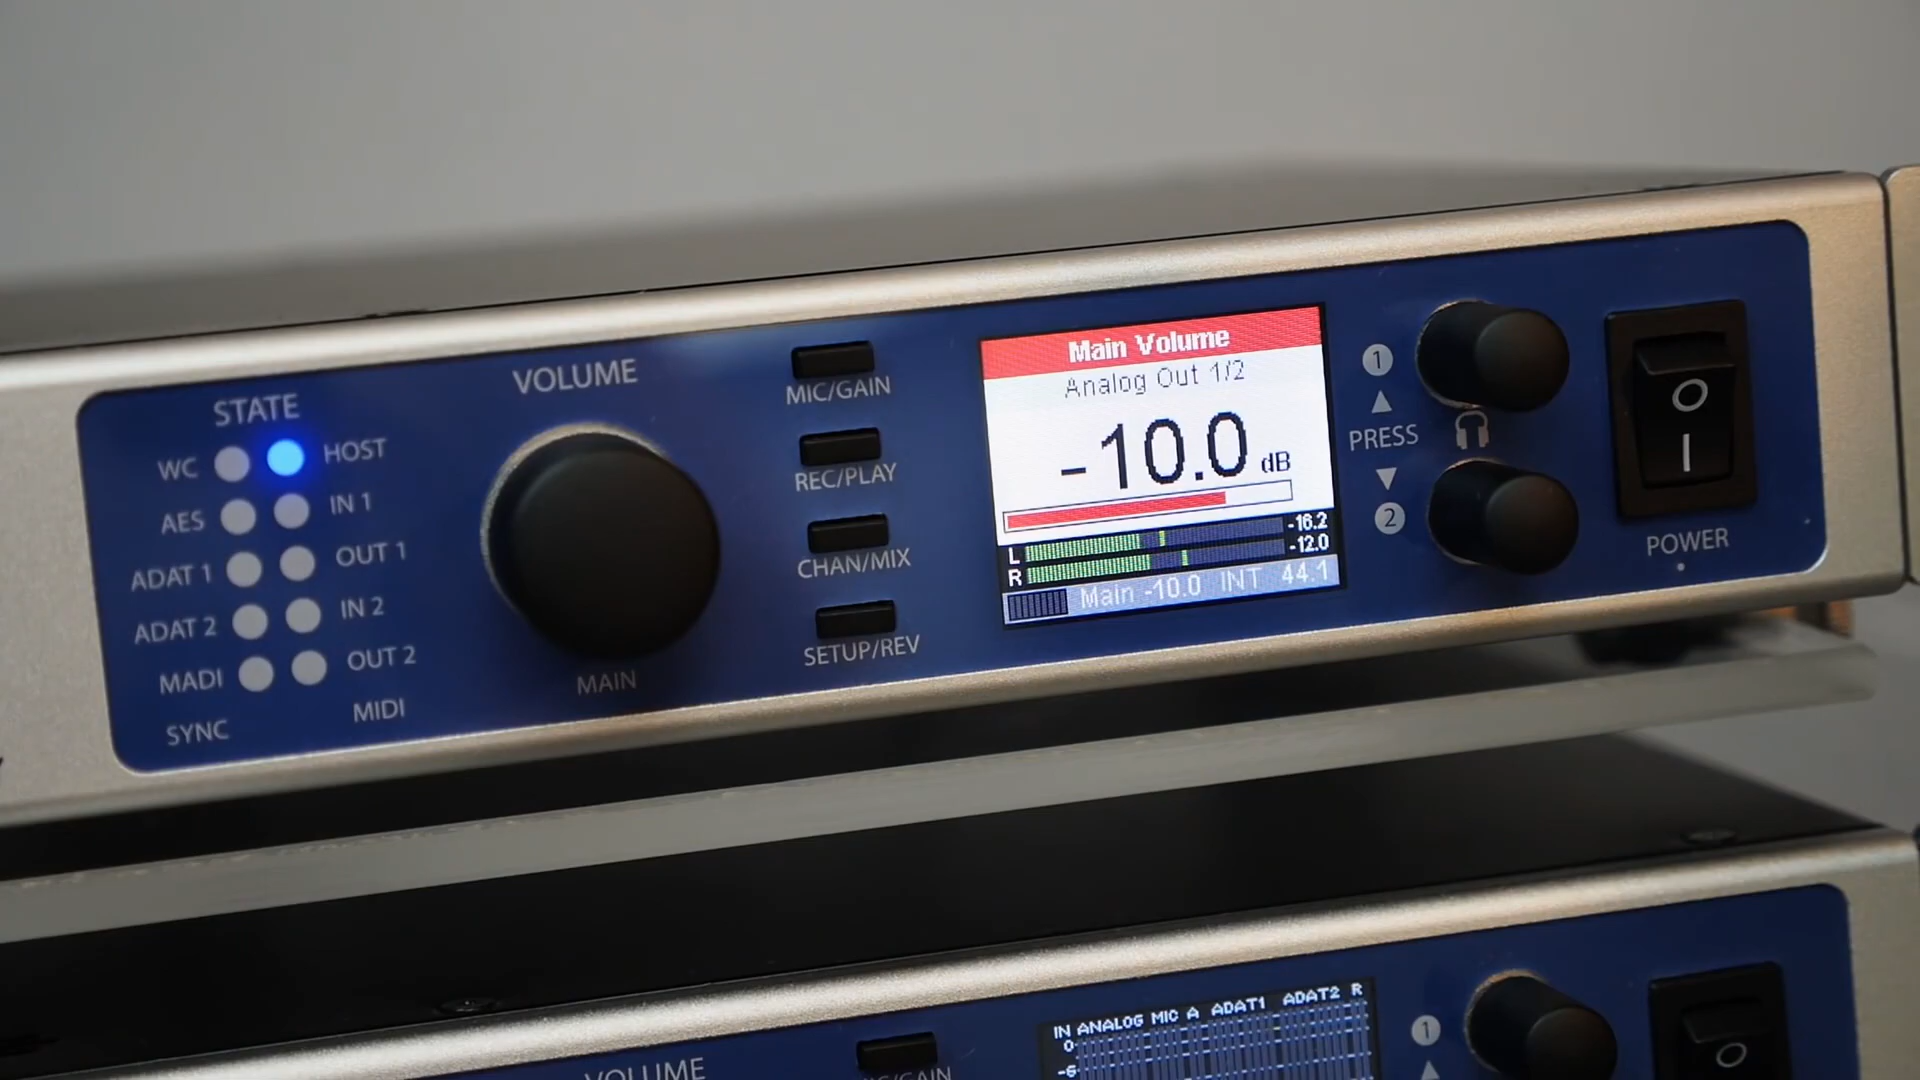 STATE
WC HOST
AES IN 1
ADAT 1 OUT 1
ADAT 2 IN 2
MADI OUT 2
SYNC MIDI
VOLUME
MAIN
MIC/GAIN
REC/PLAY
CHAN/MIX
SETUP/REV
Main Volume
Analog Out 1/2
-10.0 dB
L -16.2
R -12.0
Main -10.0 INT 44.1
1
PRESS
2
O
I
POWER
VOLUME
IN ANALOG MIC A ADAT1 ADAT2 R
0
-6
1
O